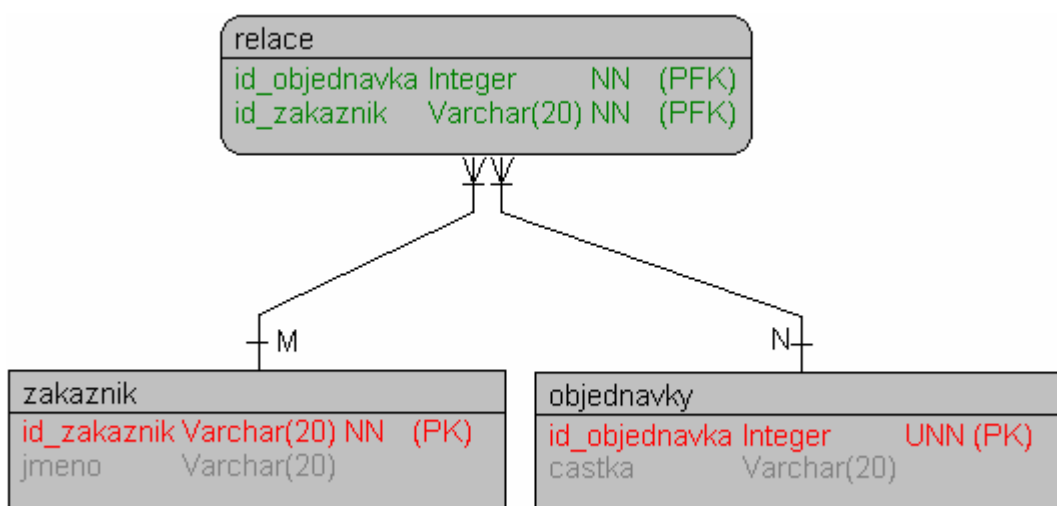 relace
id_objednavka Integer NN (PFK)
id_zakaznik Varchar(20) NN (PFK)
M
N
zakaznik
id_zakaznik Varchar(20) NN (PK)
jmeno Varchar(20)
objednavky
id_objednavka Integer UNN (PK)
castka Varchar(20)